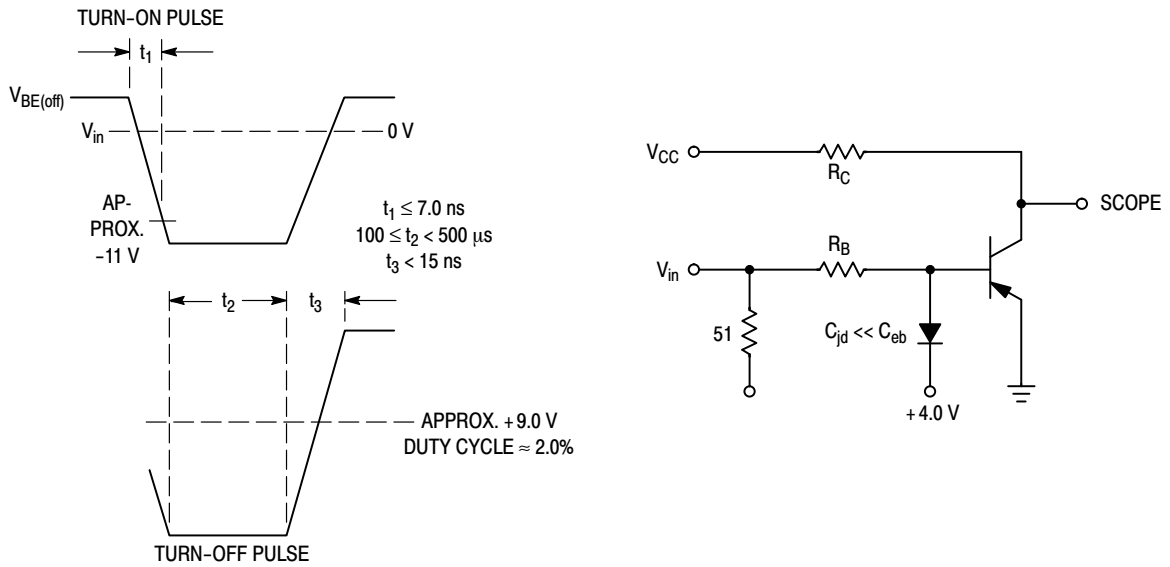 TURN-ON PULSE
t1
VBE(off)
Vin
0 V
AP-
PROX.
-11 V
t1 ≤ 7.0 ns
100 ≤ t2 < 500 μs
t3 < 15 ns
t2
t3
APPROX. +9.0 V
DUTY CYCLE ≈ 2.0%
TURN-OFF PULSE
VCC
RC
SCOPE
Vin
RB
51
Cjd << Ceb
+4.0 V